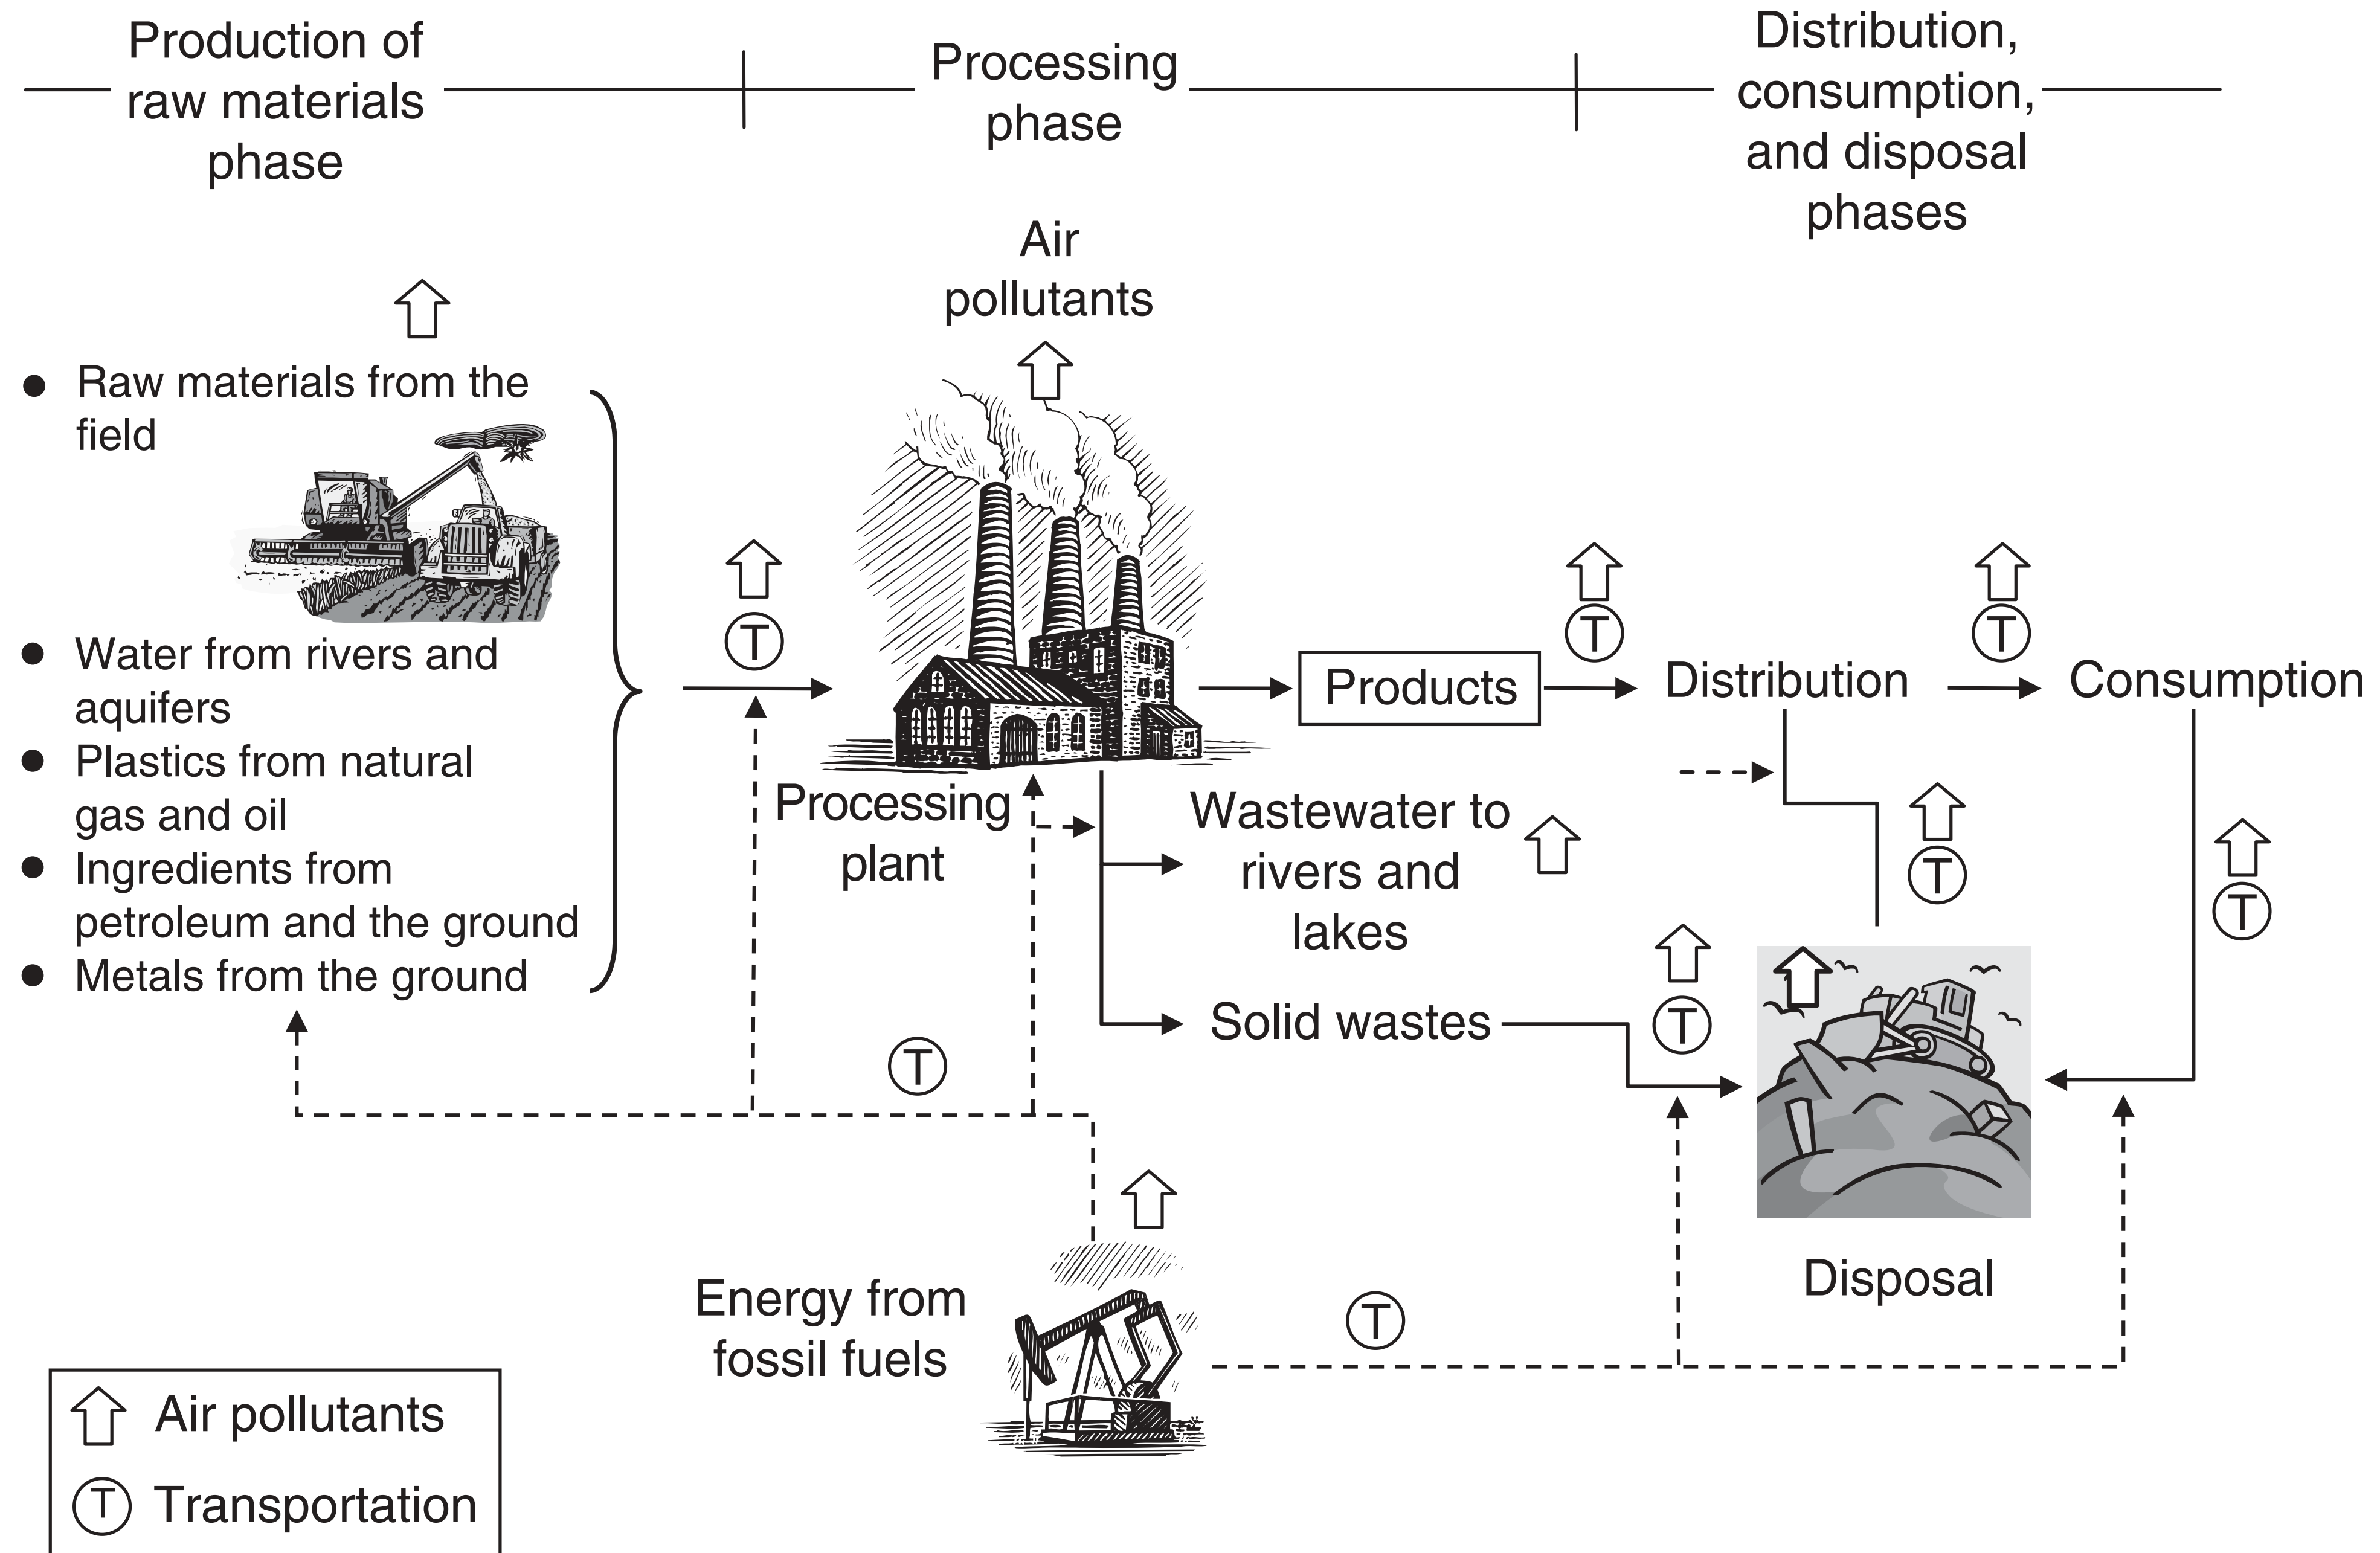 Production of
raw materials
phase
Processing
phase
Distribution,
consumption,
and disposal
phases
Air
pollutants
Raw materials from the
field
Water from rivers and
aquifers
Plastics from natural
gas and oil
Ingredients from
petroleum and the ground
Metals from the ground
T
Processing
plant
Products
T
Distribution
T
Consumption
Wastewater to
rivers and
lakes
T
T
Solid wastes
T
T
Disposal
Energy from
fossil fuels
T
Air pollutants
T Transportation